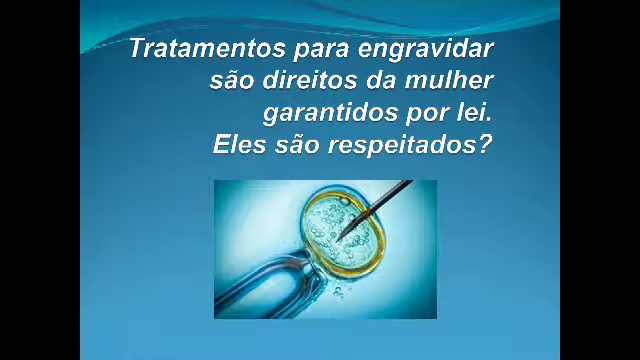 Tratamentos para engravidar
são direitos da mulher
garantidos por lei.
Eles são respeitados?